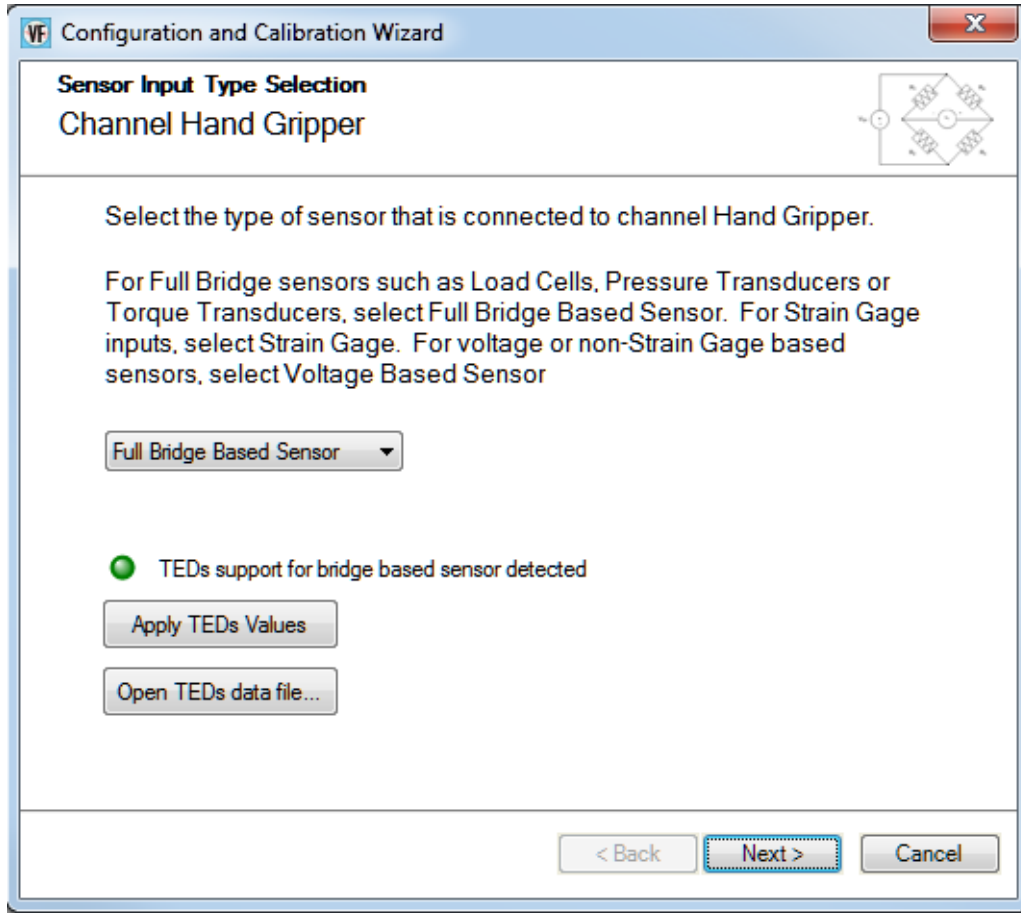 VF Configuration and Calibration Wizard
Sensor Input Type Selection
Channel Hand Gripper
Select the type of sensor that is connected to channel Hand Gripper.
For Full Bridge sensors such as Load Cells, Pressure Transducers or
Torque Transducers, select Full Bridge Based Sensor.  For Strain Gage
inputs, select Strain Gage.  For voltage or non-Strain Gage based
sensors, select Voltage Based Sensor
Full Bridge Based Sensor
TEDs support for bridge based sensor detected
Apply TEDs Values
Open TEDs data file...
< Back Next > Cancel